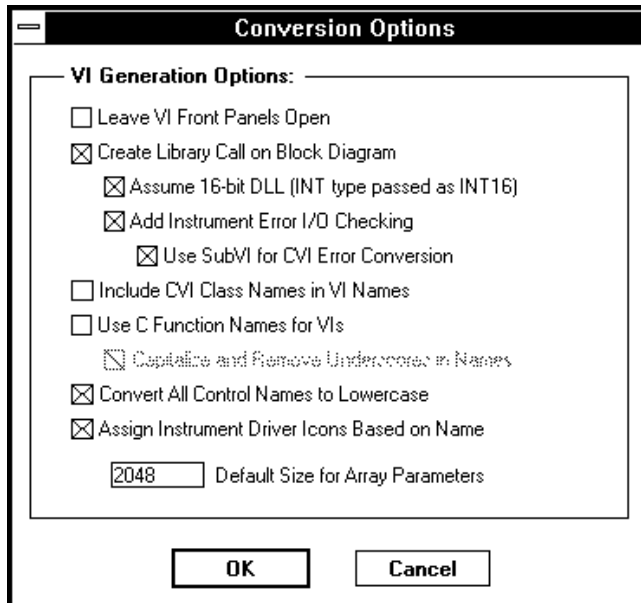 Conversion Options
VI Generation Options:
Leave VI Front Panels Open
Create Library Call on Block Diagram
Assume 16-bit DLL (INT type passed as INT16)
Add Instrument Error I/O Checking
Use SubVI for CVI Error Conversion
Include CVI Class Names in VI Names
Use C Function Names for VIs
Capitalize and Remove Underscores in Names
Convert All Control Names to Lowercase
Assign Instrument Driver Icons Based on Name
2048 Default Size for Array Parameters
OK Cancel